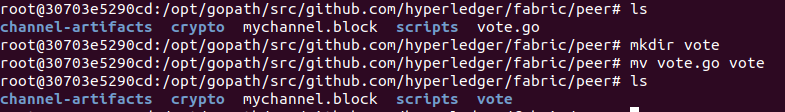 root@30703e5290cd:/opt/gopath/src/github.com/hyperledger/fabric/peer# ls
channel-artifacts crypto mychannel.block scripts vote.go
root@30703e5290cd:/opt/gopath/src/github.com/hyperledger/fabric/peer# mkdir vote
root@30703e5290cd:/opt/gopath/src/github.com/hyperledger/fabric/peer# mv vote.go vote
root@30703e5290cd:/opt/gopath/src/github.com/hyperledger/fabric/peer# ls
channel-artifacts crypto mychannel.block scripts vote